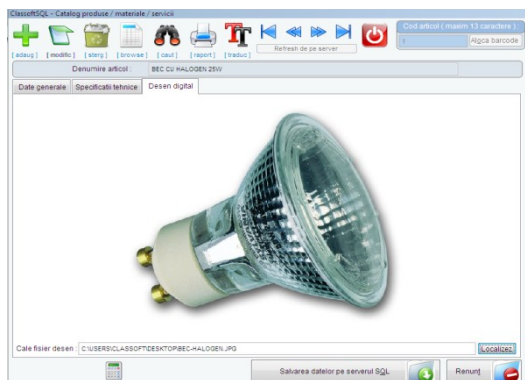 ClassoftSQL - Catalog produse / materiale / servicii
Cod articol ( maxim 13 caractere )
Aloca barcode
[ adaug ] [ modific ] [ sterg ] [ browse ] [ caut ] [ raport ] [ traduc ]
Refresh de pe server
Denumire articol : BEC CU HALOGEN 25W
Date generale Specificatii tehnice Desen digital
Cale fisier desen : C:\USERS\CLASSOFT\DESKTOP\BEC-HALOGEN.JPG Localizez
Salvarea datelor pe serverul SQL Renunț